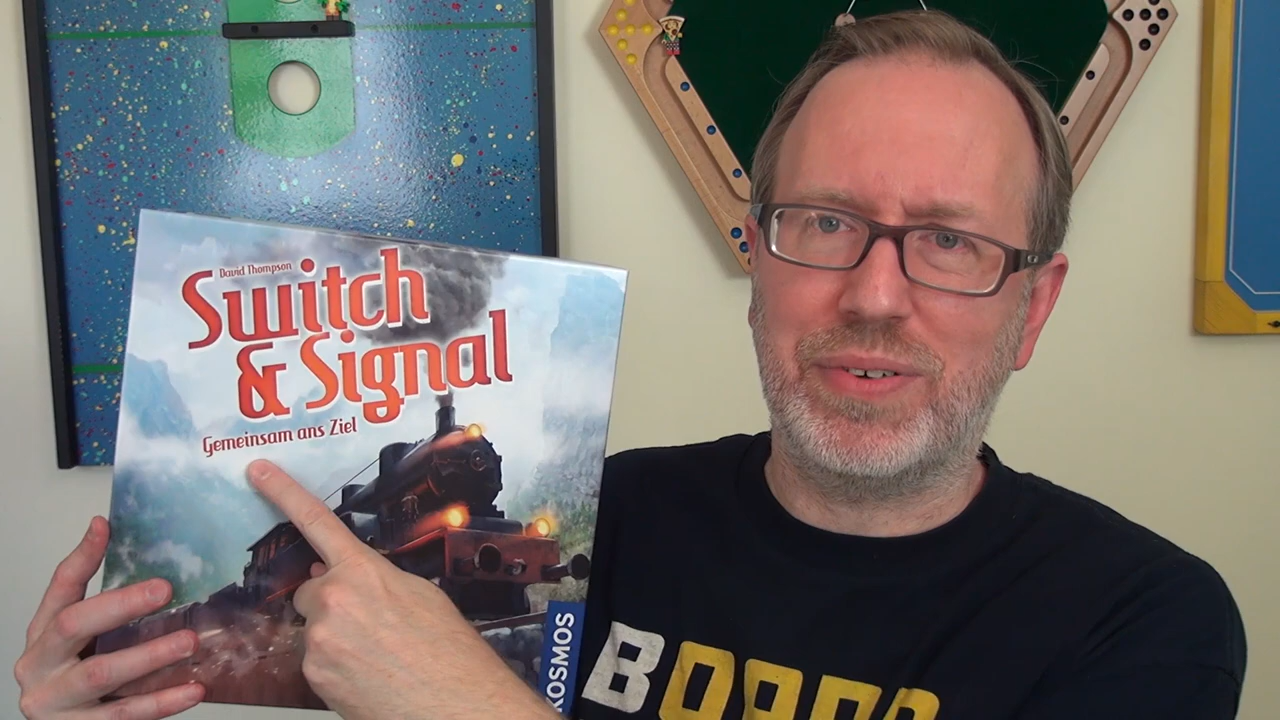 David Thompson
Switch
& Signal
Gemeinsam ans Ziel
KOSMOS